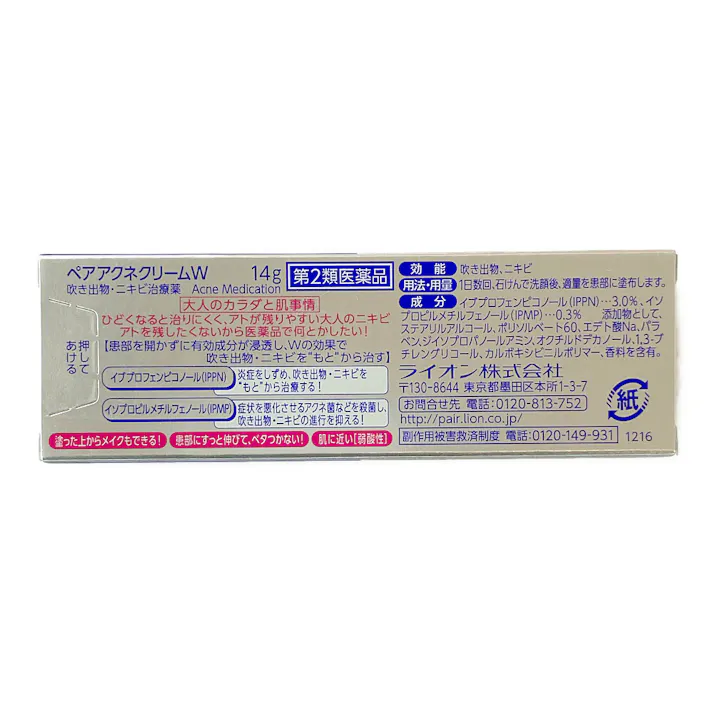 ペアアクネクリームW 14g 第2類医薬品
吹き出物・ニキビ治療薬 Acne Medication
大人のカラダと肌事情
ひどくなると治りにくく、アトが残りやすい大人のニキビ
アトを残したくないから医薬品で何とかしたい!
【患部を開かずに有効成分が浸透し、Wの効果で
吹き出物・ニキビを“もと”から治す】
イブプロフェンピコノール(IPPN)
炎症をしずめ、吹き出物・ニキビを
“もと”から治療する!
イソプロピルメチルフェノール(IPMP)
症状を悪化させるアクネ菌などを殺菌し、
吹き出物・ニキビの進行を抑える!
塗った上からメイクもできる! 患部にすっと伸びて、ベタつかない! 肌に近い[弱酸性]
押して
あける
効能 吹き出物、ニキビ
用法・用量 1日数回、石けんで洗顔後、適量を患部に塗布します。
成分 イブプロフェンピコノール(IPPN)…3.0%、イソ
プロピルメチルフェノール(IPMP)…0.3% 添加物として、
ステアリルアルコール、ポリソルベート60、エデト酸Na、パラ
ベン、ジイソプロパノールアミン、オクチルドデカノール、1,3-ブ
チレングリコール、カルボキシビニルポリマー、香料を含有。
ライオン株式会社
〒130-8644 東京都墨田区本所1-3-7
お問合せ先 電話:0120-813-752
http://pair.lion.co.jp/
副作用被害救済制度 電話:0120-149-931
紙
1216